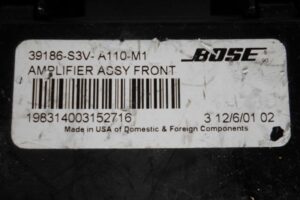 39186-S3V- A110-M1
BOSE
AMPLIFIER ASSY FRONT
198314003152716
3 12/6/01 02
Made in USA of Domestic & Foreign Components